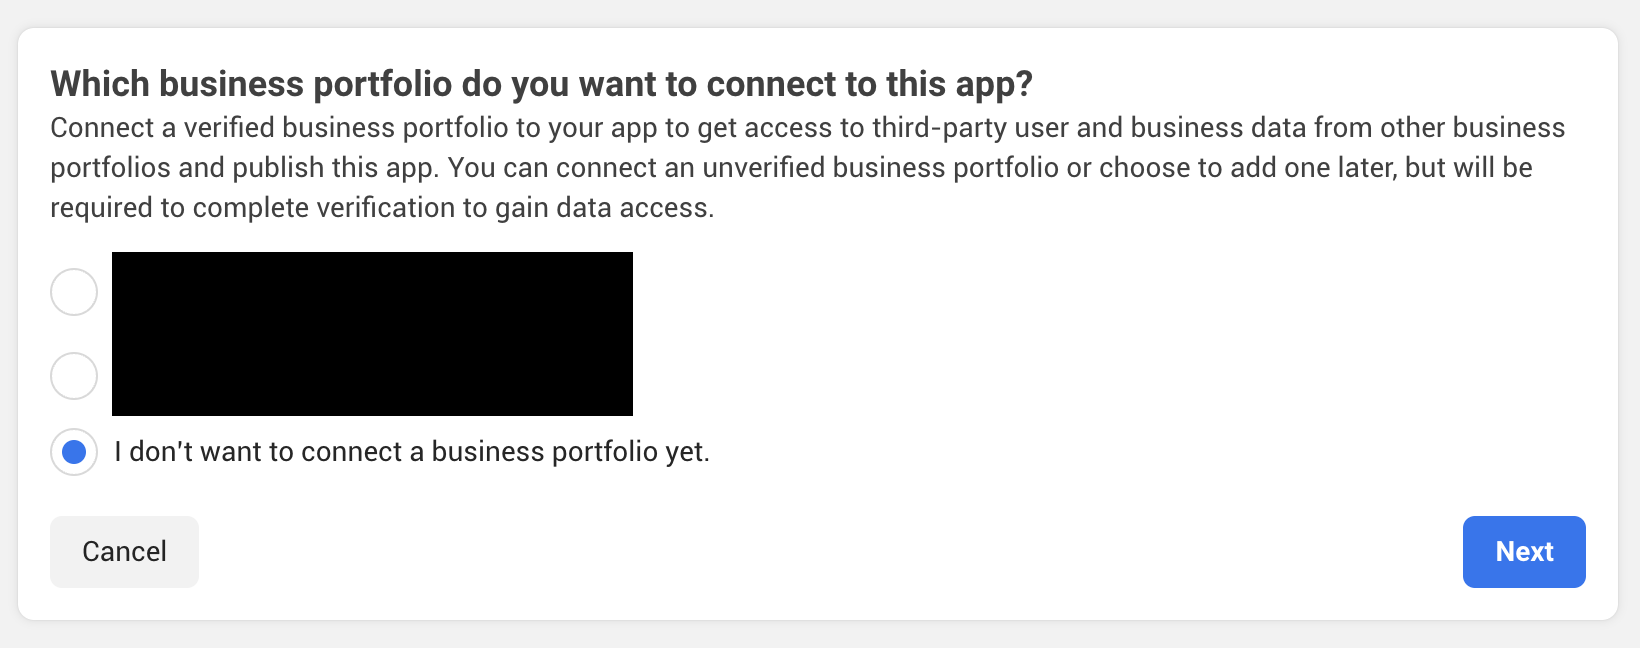 Which business portfolio do you want to connect to this app?
Connect a verified business portfolio to your app to get access to third-party user and business data from other business
portfolios and publish this app. You can connect an unverified business portfolio or choose to add one later, but will be
required to complete verification to gain data access.
I don't want to connect a business portfolio yet.
Cancel
Next